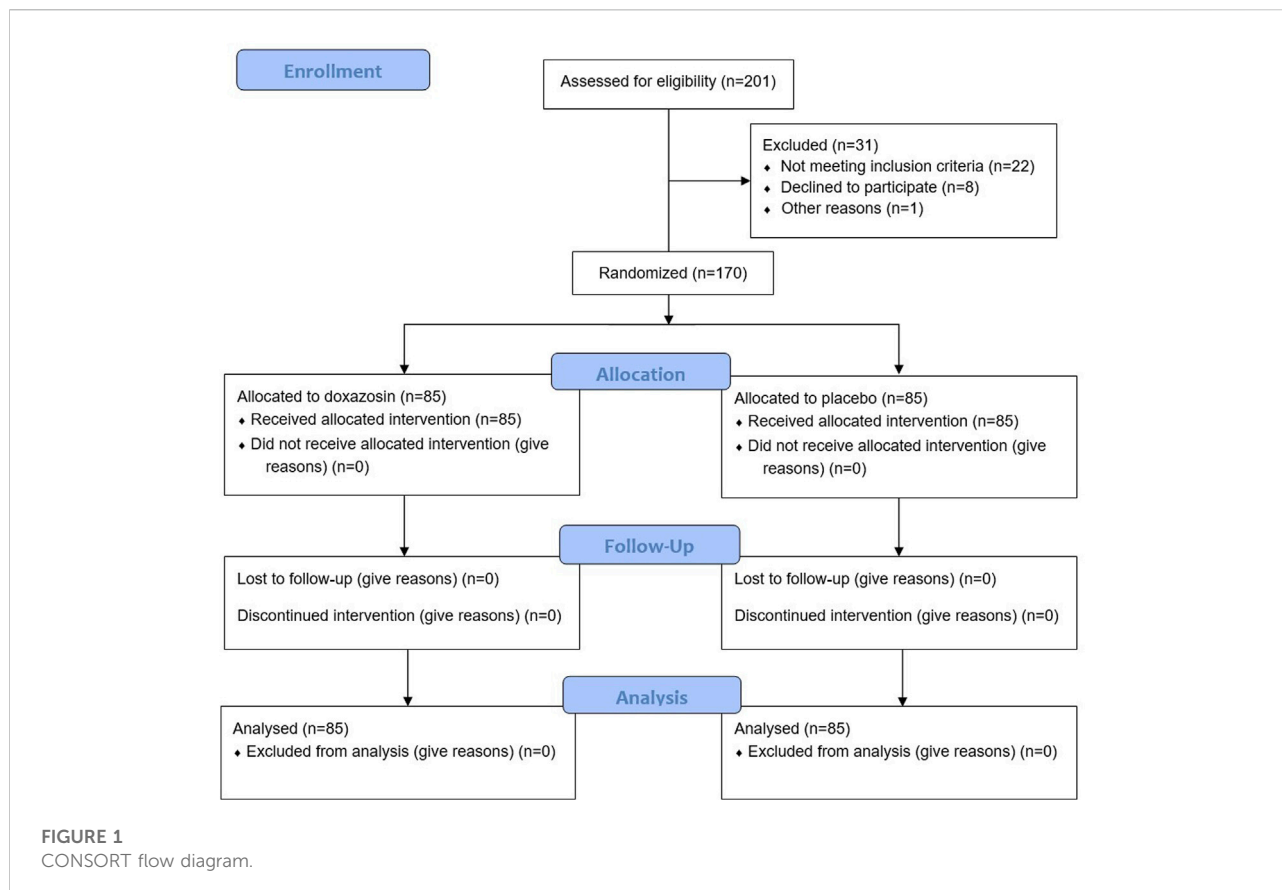 Enrollment
Assessed for eligibility (n=201)
Excluded (n=31)
♦ Not meeting inclusion criteria (n=22)
♦ Declined to participate (n=8)
♦ Other reasons (n=1)
Randomized (n=170)
Allocation
Allocated to doxazosin (n=85)
♦ Received allocated intervention (n=85)
♦ Did not receive allocated intervention (give
reasons) (n=0)
Allocated to placebo (n=85)
♦ Received allocated intervention (n=85)
♦ Did not receive allocated intervention (give
reasons) (n=0)
Follow-Up
Lost to follow-up (give reasons) (n=0)
Discontinued intervention (give reasons) (n=0)
Lost to follow-up (give reasons) (n=0)
Discontinued intervention (give reasons) (n=0)
Analysis
Analysed (n=85)
♦ Excluded from analysis (give reasons) (n=0)
Analysed (n=85)
♦ Excluded from analysis (give reasons) (n=0)
FIGURE 1
CONSORT flow diagram.